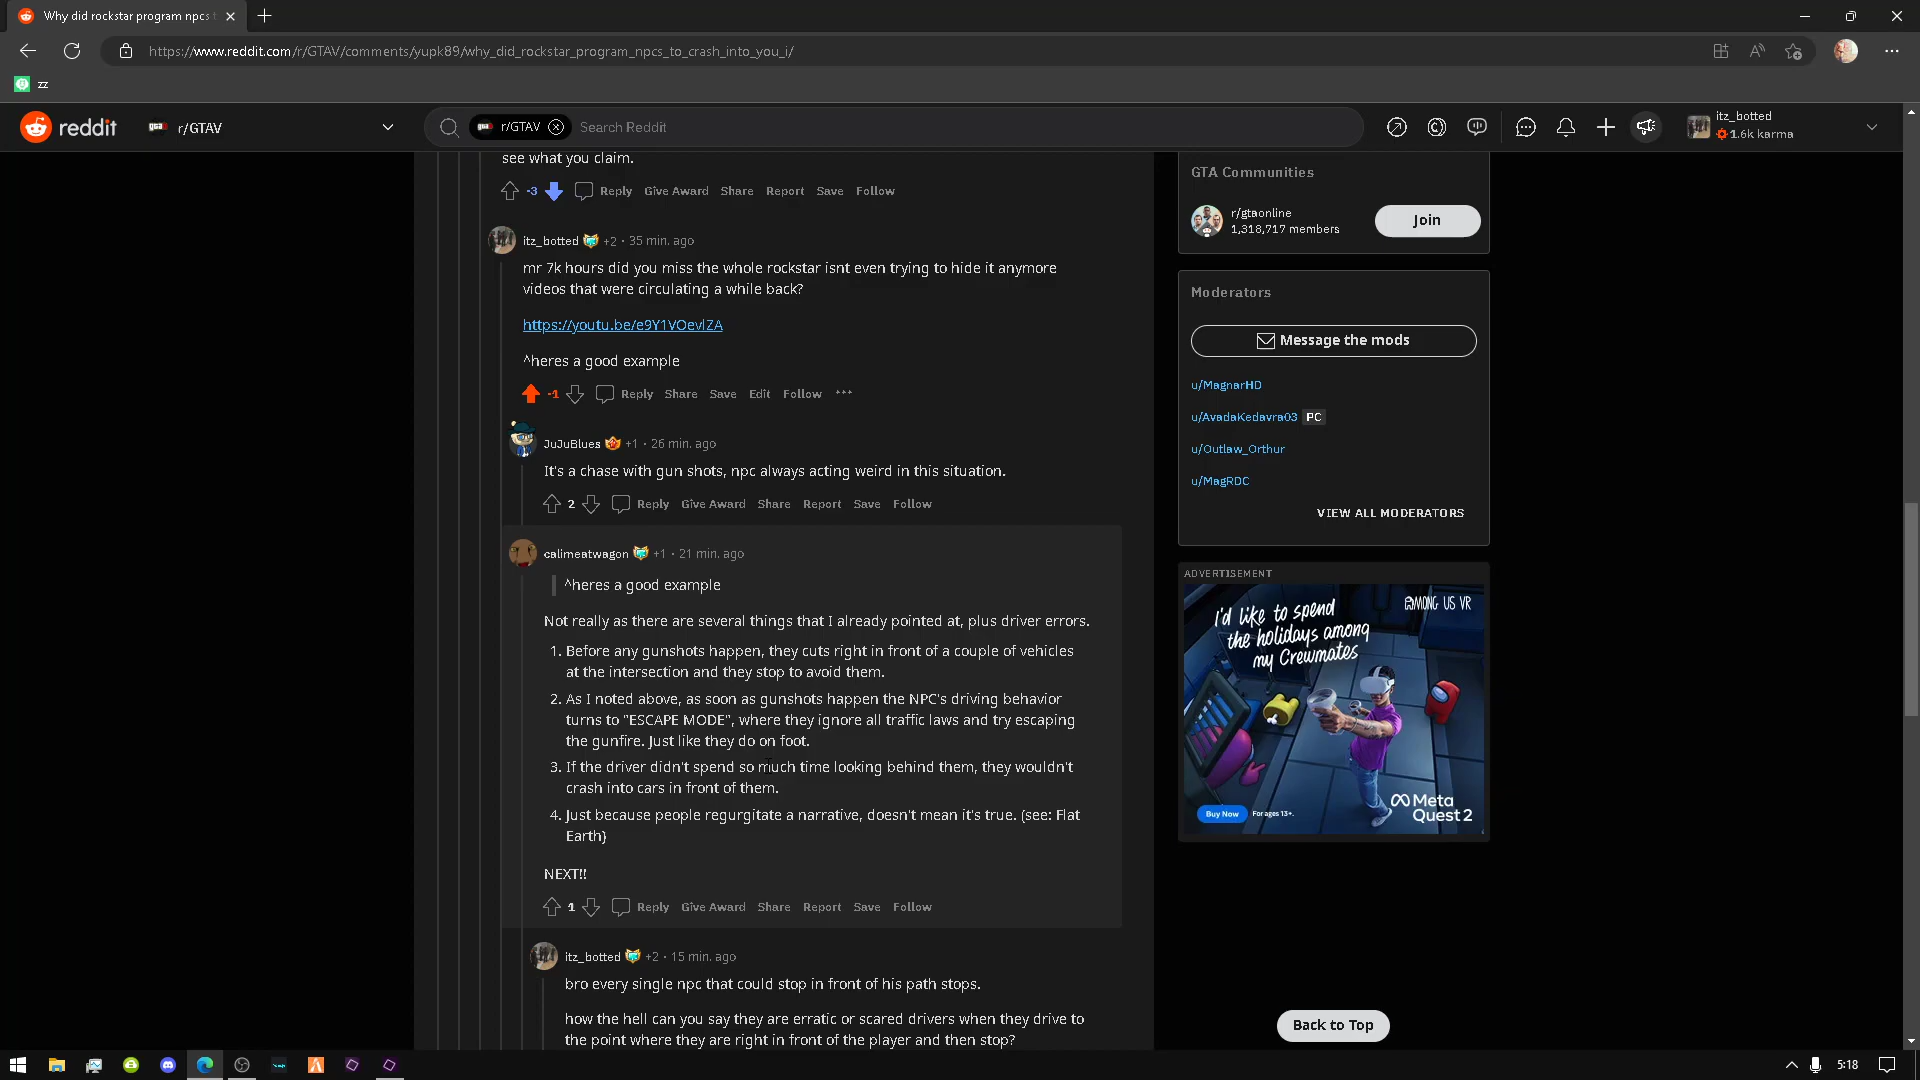 Why did rockstar program npcs t
https://www.reddit.com/r/GTAV/comments/yupk89/why_did_rockstar_program_npcs_to_crash_into_you_i/
zz
reddit
r/GTAV
r/GTAV
Search Reddit
itz_botted
1.6k karma
see what you claim.
-3 Reply Give Award Share Report Save Follow
itz_botted +2 · 35 min. ago
mr 7k hours did you miss the whole rockstar isnt even trying to hide it anymore
videos that were circulating a while back?
https://youtu.be/e9Y1VOevlZA
^heres a good example
-1 Reply Share Save Edit Follow
JuJuBlues +1 · 26 min. ago
It's a chase with gun shots, npc always acting weird in this situation.
2 Reply Give Award Share Report Save Follow
calimeatwagon +1 · 21 min. ago
^heres a good example
Not really as there are several things that I already pointed at, plus driver errors.
1. Before any gunshots happen, they cuts right in front of a couple of vehicles
at the intersection and they stop to avoid them.
2. As I noted above, as soon as gunshots happen the NPC's driving behavior
turns to "ESCAPE MODE", where they ignore all traffic laws and try escaping
the gunfire. Just like they do on foot.
3. If the driver didn't spend so much time looking behind them, they wouldn't
crash into cars in front of them.
4. Just because people regurgitate a narrative, doesn't mean it's true. (see: Flat
Earth}
NEXT!!
1 Reply Give Award Share Report Save Follow
itz_botted +2 · 15 min. ago
bro every single npc that could stop in front of his path stops.
how the hell can you say they are erratic or scared drivers when they drive to
the point where they are right in front of the player and then stop?
GTA Communities
r/gtaonline
1,318,717 members
Join
Moderators
Message the mods
u/MagnarHD
u/AvadaKedavra03 PC
u/Outlaw_Orthur
u/MagRDC
VIEW ALL MODERATORS
ADVERTISEMENT
I'd like to spend
the holidays among
my Crewmates
AMONG US VR
Buy Now
For ages 13+.
Meta
Quest 2
Back to Top
5:18